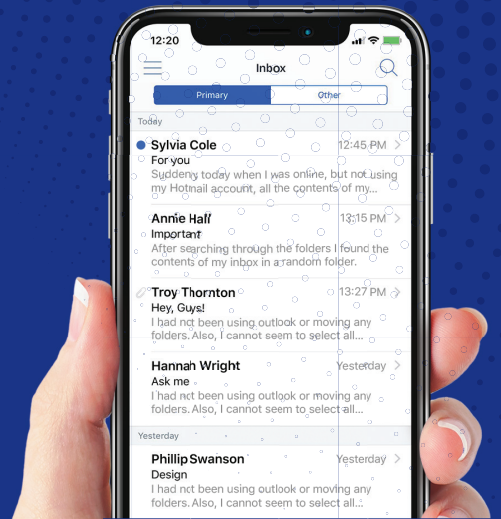 12:20
Inbox
Primary Other
Today
Sylvia Cole 12:45 PM
For you
Suddenly today when I was online, but not using
my Hotmail account, all the contents of my...
Annie Hall 13:15 PM
Important
After searching through the folders I found the
contents of my inbox in a random folder.
Troy Thornton 13:27 PM
Hey, Guys!
I had not been using outlook or moving any
folders. Also, I cannot seem to select all...
Hannah Wright Yesterday
Ask me
I had not been using outlook or moving any
folders. Also, I cannot seem to select all...
Yesterday
Phillip Swanson Yesterday
Design
I had not been using outlook or moving any
folders. Also, I cannot seem to select all...